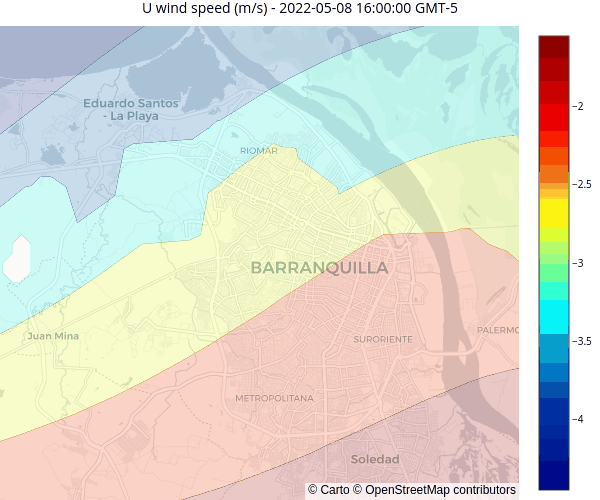 U wind speed (m/s) - 2022-05-08 16:00:00 GMT-5
Eduardo Santos
- La Playa
RIOMAR
BARRANQUILLA
Juan Mina
SURORIENTE
PALERMO
METROPOLITANA
Soledad
© Carto © OpenStreetMap contributors
−2
−2.5
−3
−3.5
−4